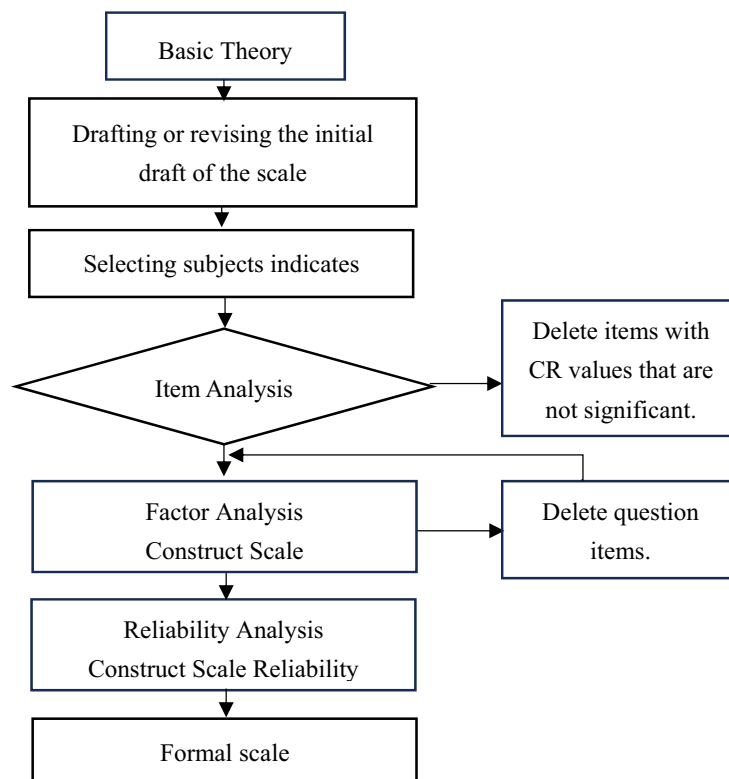 Basic Theory
Drafting or revising the initial
draft of the scale
Selecting subjects indicates
Item Analysis
Delete items with
CR values that are
not significant.
Factor Analysis
Construct Scale
Delete question
items.
Reliability Analysis
Construct Scale Reliability
Formal scale